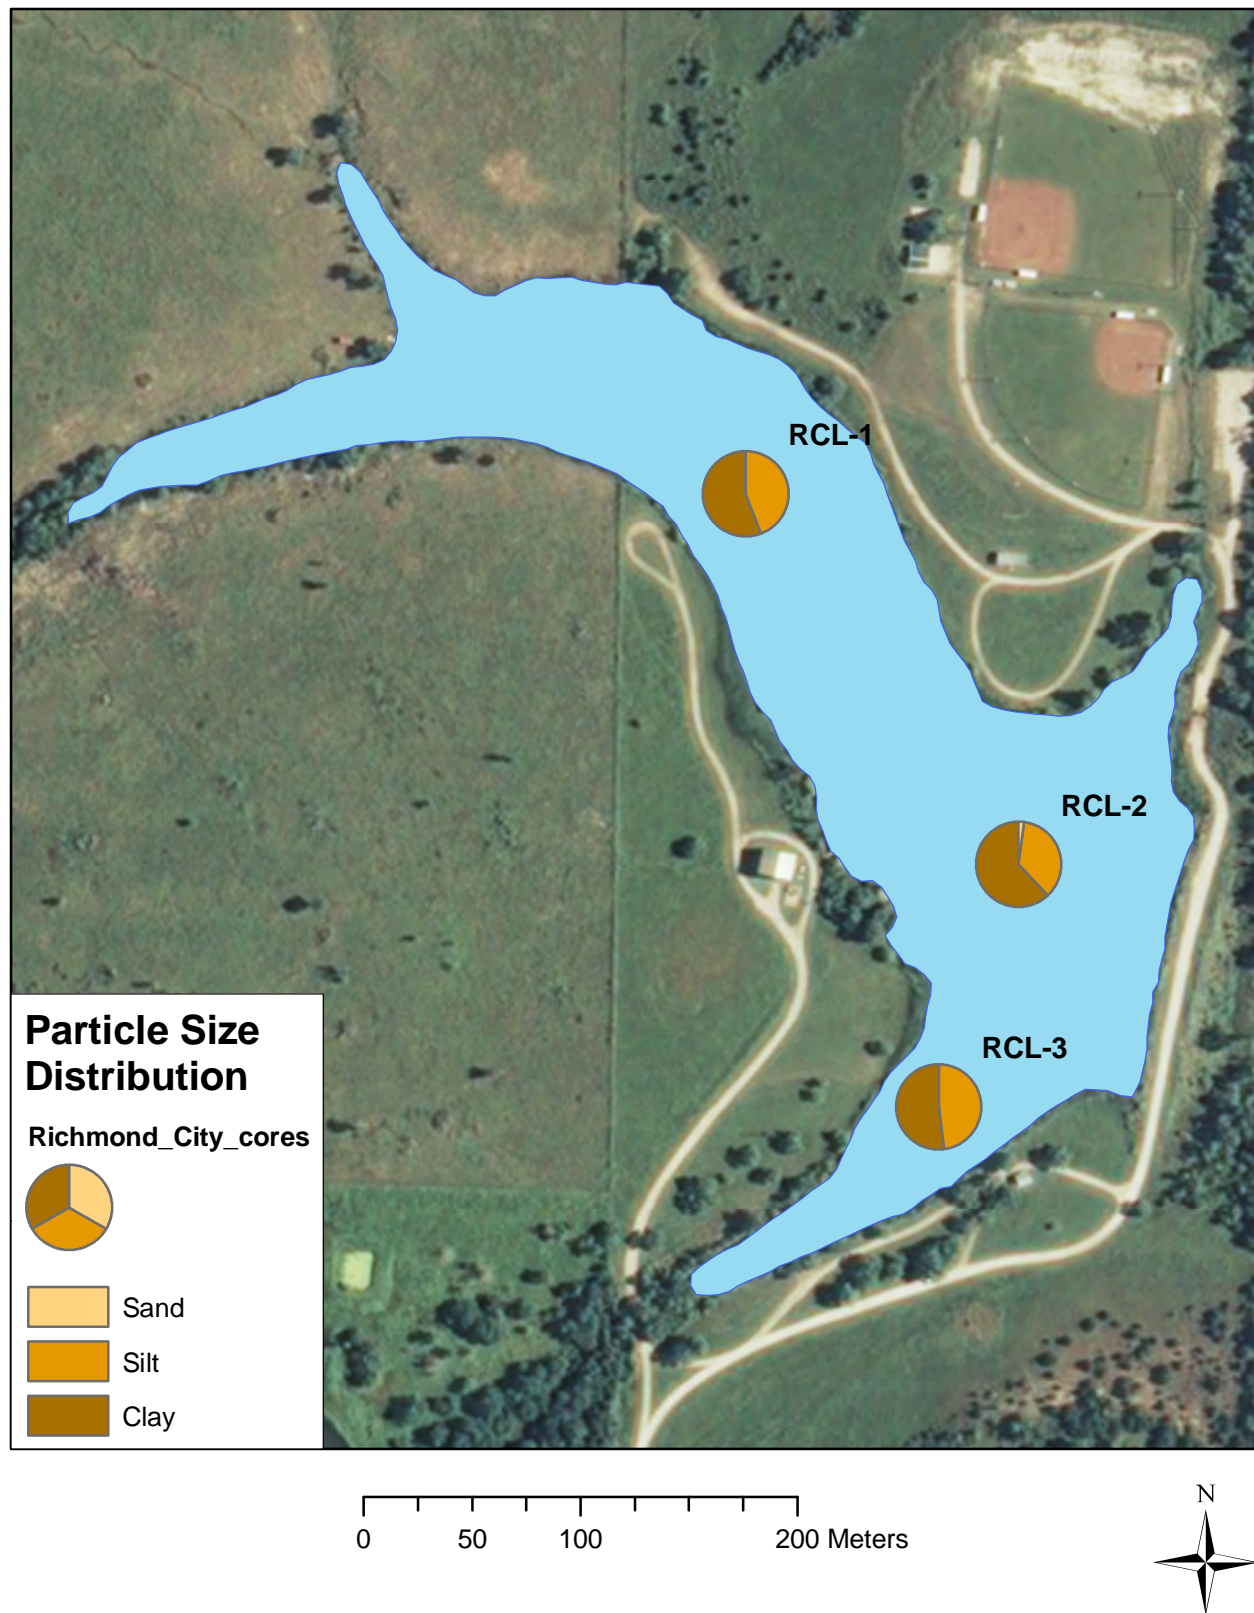 RCL-1
RCL-2
RCL-3
Particle Size
Distribution
Richmond_City_cores
Sand
Silt
Clay
0 50 100 200 Meters
N